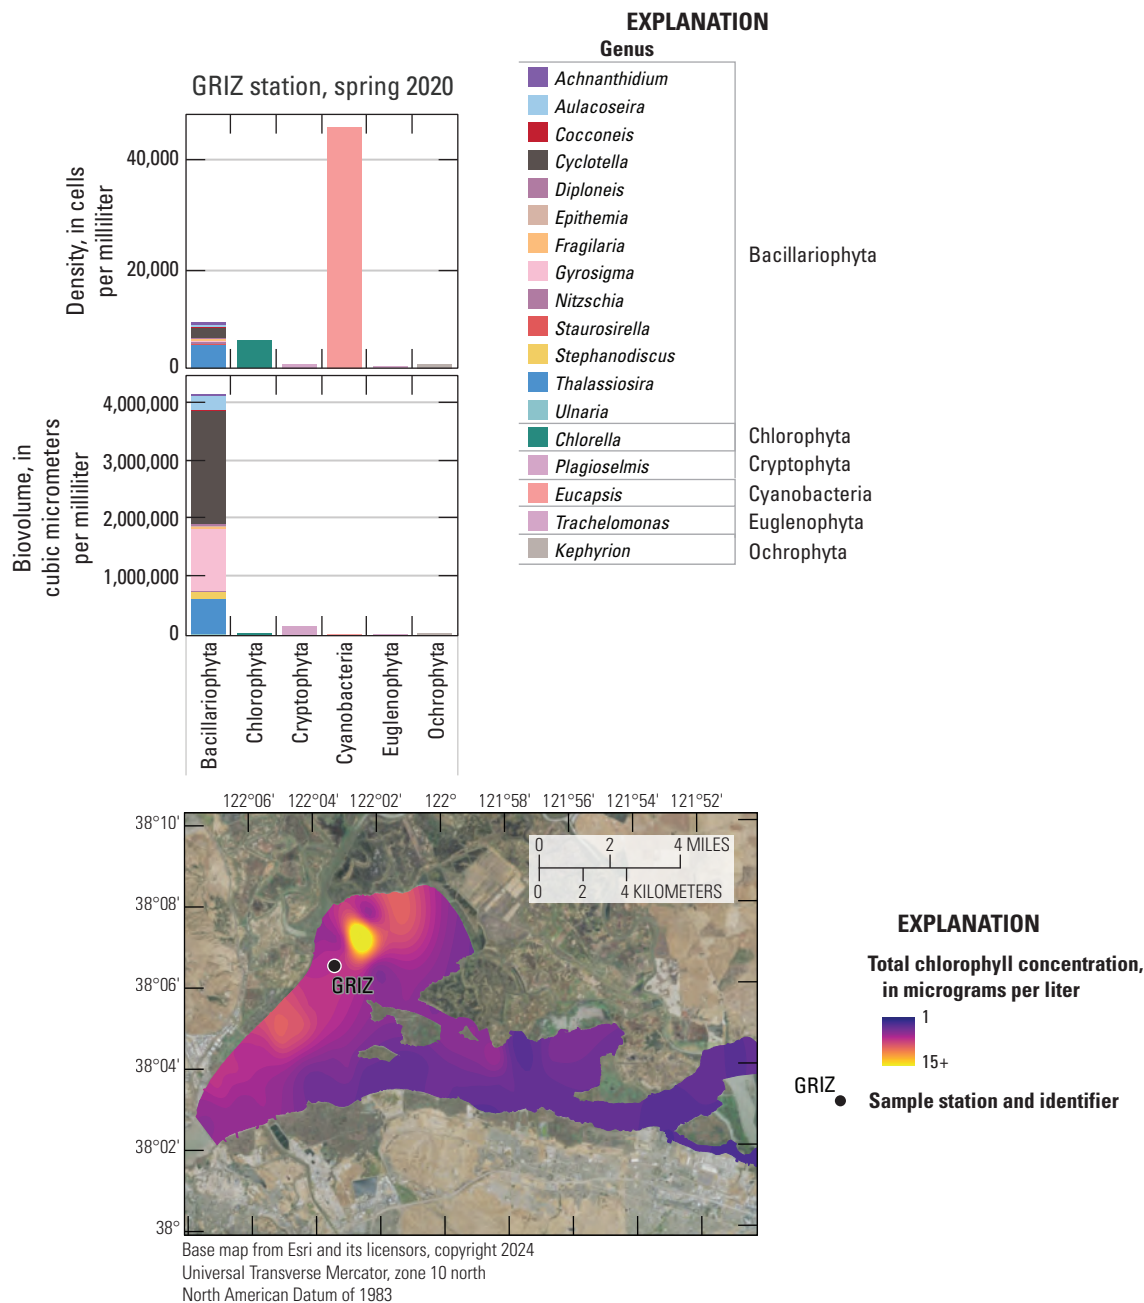 EXPLANATION
Genus
GRIZ station, spring 2020
Density, in cells
per milliliter
40,000
20,000
0
Biovolume, in
cubic micrometers
per milliliter
4,000,000
3,000,000
2,000,000
1,000,000
0
Bacillariophyta
Chlorophyta
Cryptophyta
Cyanobacteria
Euglenophyta
Ochrophyta
Achnanthidium
Aulacoseira
Cocconeis
Cyclotella
Diploneis
Epithemia
Fragilaria
Gyrosigma
Nitzschia
Staurosirella
Stephanodiscus
Thalassiosira
Ulnaria
Bacillariophyta
Chlorella
Chlorophyta
Plagioselmis
Cryptophyta
Eucapsis
Cyanobacteria
Trachelomonas
Euglenophyta
Kephyrion
Ochrophyta
122°06' 122°04' 122°02' 122° 121°58' 121°56' 121°54' 121°52'
38°10'
38°08'
38°06'
38°04'
38°02'
38°
0 2 4 MILES
0 2 4 KILOMETERS
GRIZ
EXPLANATION
Total chlorophyll concentration,
in micrograms per liter
1
15+
GRIZ
Sample station and identifier
Base map from Esri and its licensors, copyright 2024
Universal Transverse Mercator, zone 10 north
North American Datum of 1983